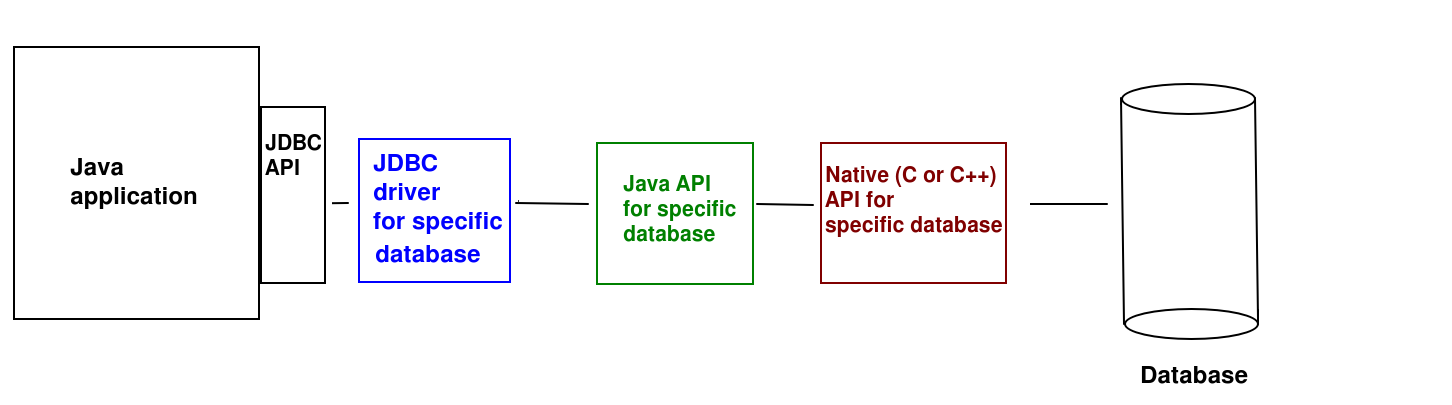 Java
application
JDBC
API
JDBC
driver
for specific
database
Java API
for specific
database
Native (C or C++)
API for
specific database
Database